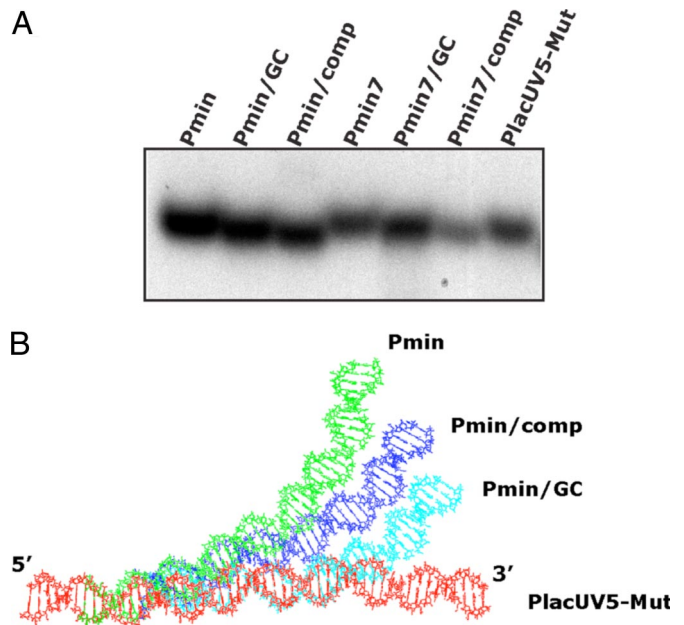 A
Pmin
Pmin/GC
Pmin/comp
Pmin7
Pmin7/GC
Pmin7/comp
PlacUV5-Mut
B
Pmin
Pmin/comp
Pmin/GC
5’
3’
PlacUV5-Mut